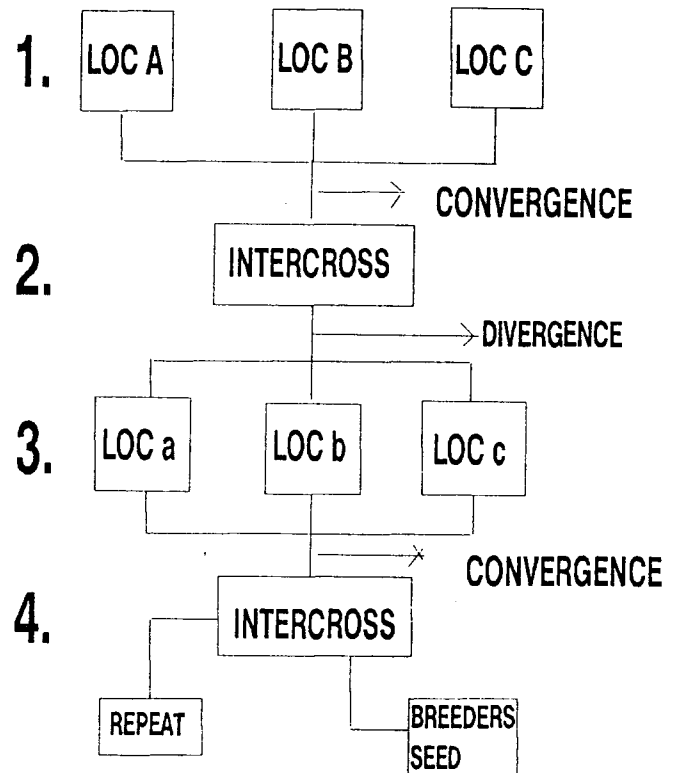 1. LOC A LOC B LOC C
CONVERGENCE
2. INTERCROSS
DIVERGENCE
3. LOC a LOC b LOC c
CONVERGENCE
4. INTERCROSS
REPEAT
BREEDERS
SEED